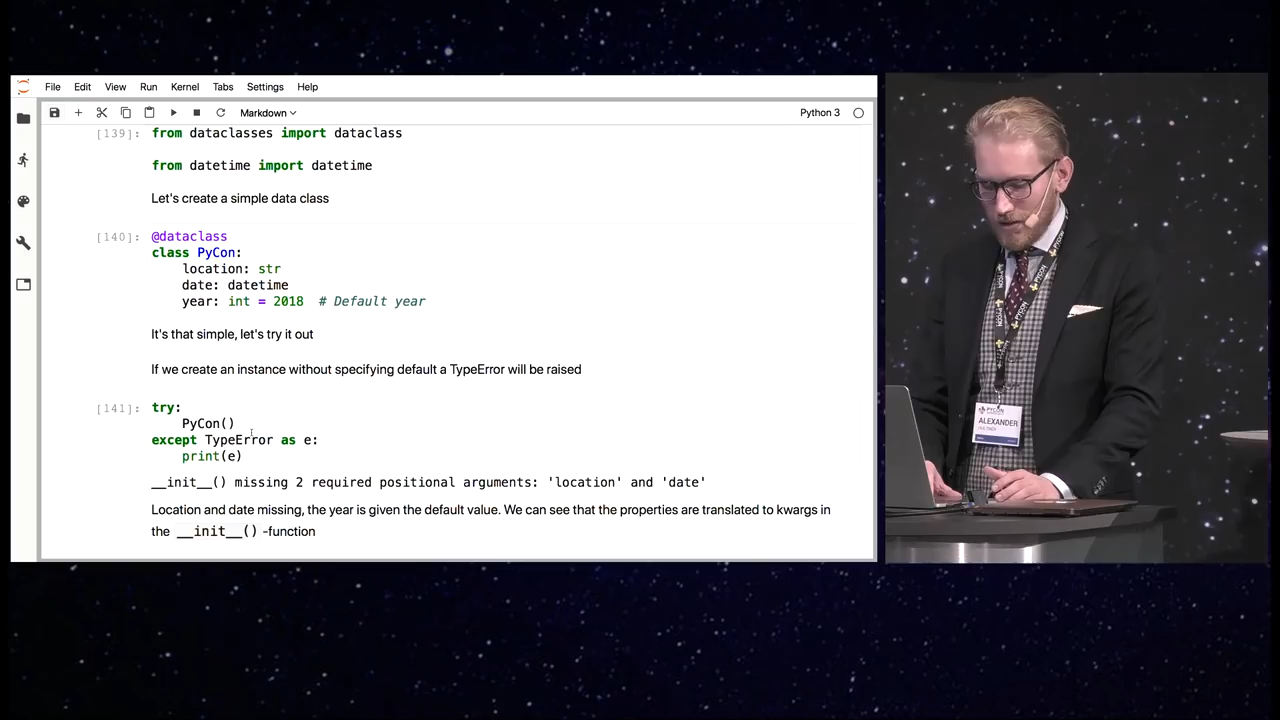 File Edit View Run Kernel Tabs Settings Help
Markdown
Python 3
[139]: from dataclasses import dataclass
from datetime import datetime
Let's create a simple data class
[140]: @dataclass
class PyCon:
location: str
date: datetime
year: int = 2018 # Default year
It's that simple, let's try it out
If we create an instance without specifying default a TypeError will be raised
[141]: try:
PyCon()
except TypeError as e:
print(e)
__init__() missing 2 required positional arguments: 'location' and 'date'
Location and date missing, the year is given the default value. We can see that the properties are translated to kwargs in
the __init__() -function
PYCON
PYCON
PYCON
ALEXANDER